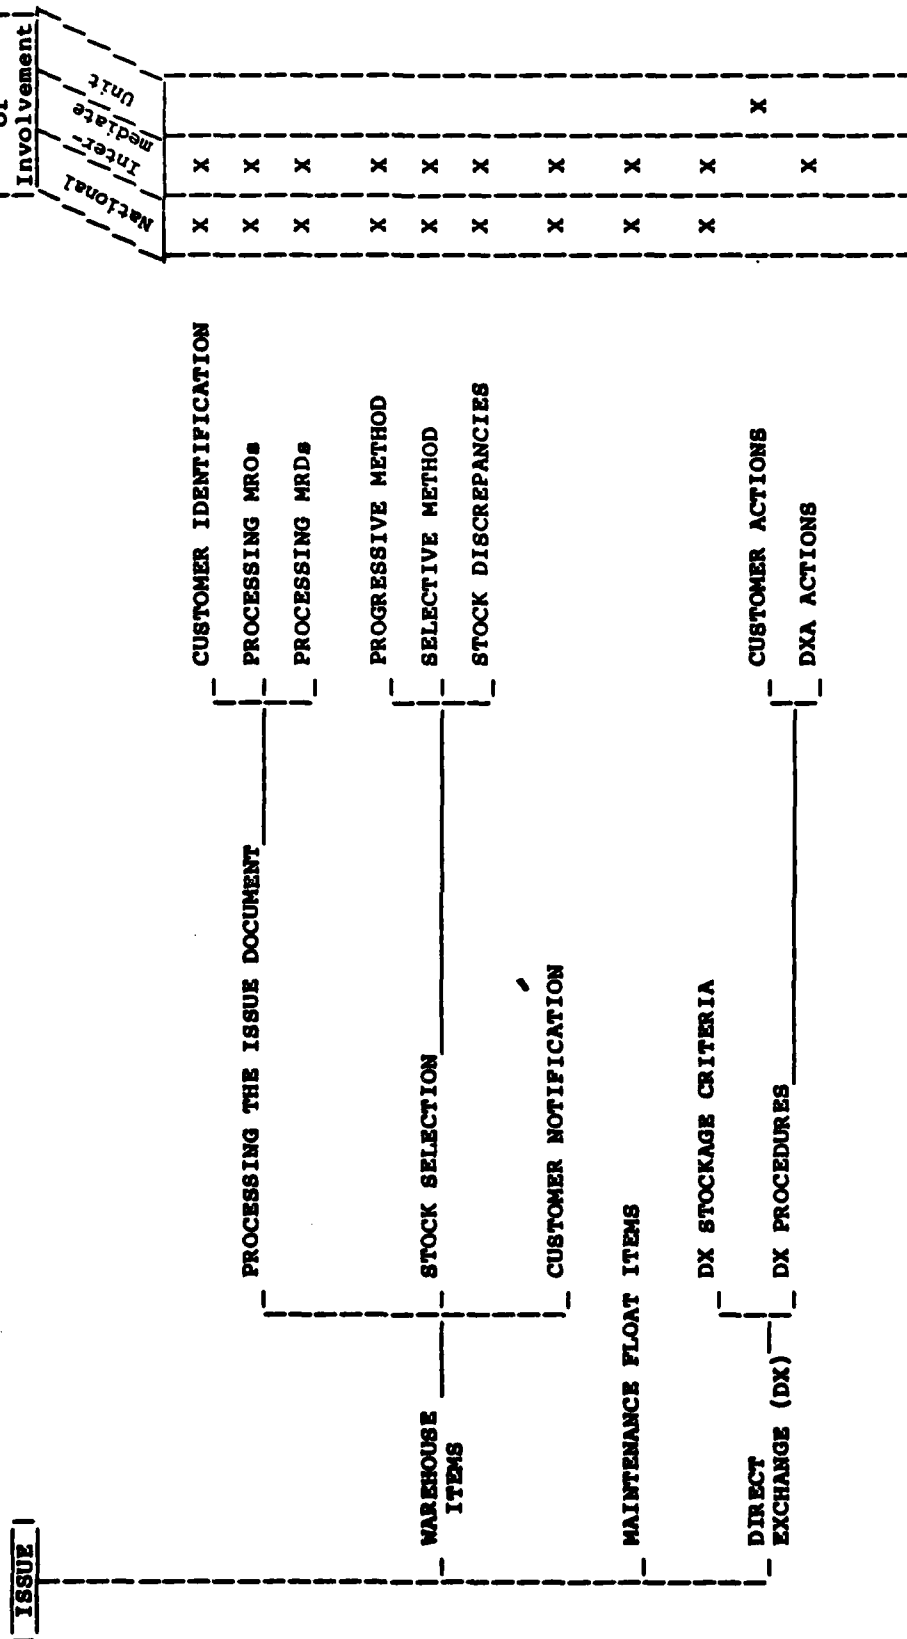 of
ISSUE Involvement
National Inter-mediate Unit
CUSTOMER IDENTIFICATION X X
PROCESSING THE ISSUE DOCUMENT PROCESSING MROs X X
PROCESSING MRDs X X
PROGRESSIVE METHOD X X
WAREHOUSE STOCK SELECTION SELECTIVE METHOD X X
ITEMS
STOCK DISCREPANCIES X X
CUSTOMER NOTIFICATION X X
MAINTENANCE FLOAT ITEMS X X
DX STOCKAGE CRITERIA X X
DIRECT CUSTOMER ACTIONS X
EXCHANGE (DX) DX PROCEDURES
DXA ACTIONS X